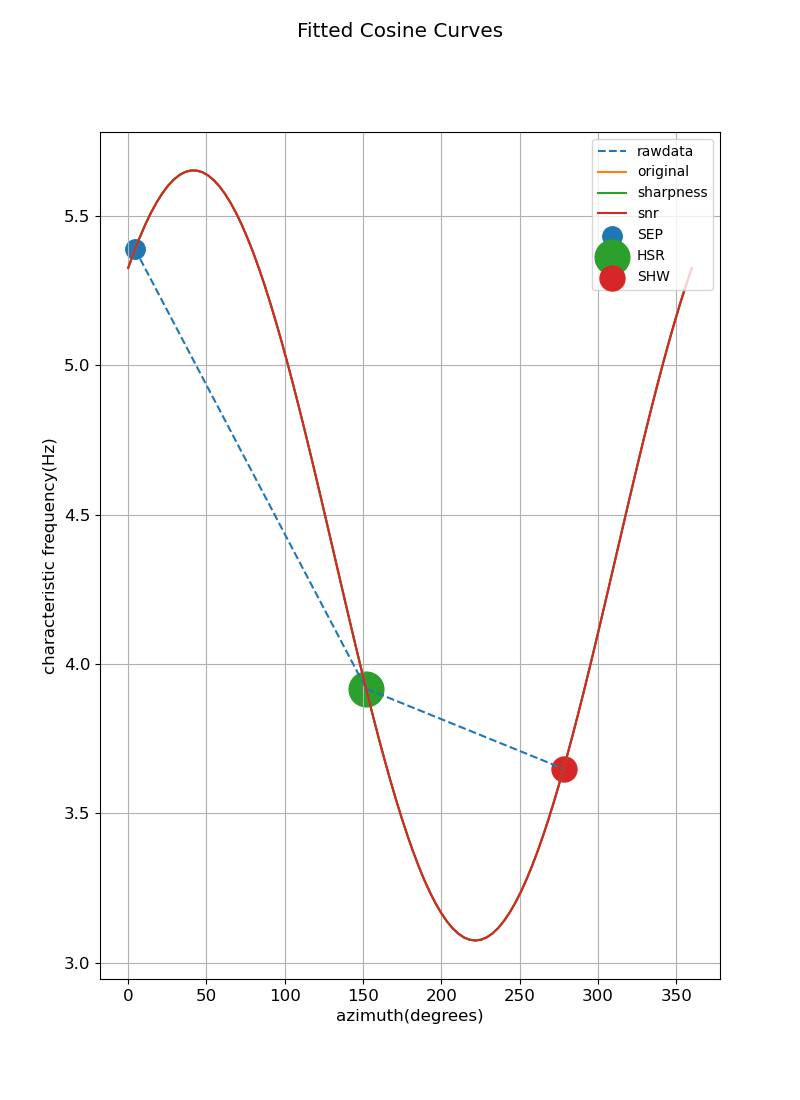 Fitted Cosine Curves
rawdata
original
sharpness
snr
SEP
HSR
SHW
characteristic frequency(Hz)
5.5
5.0
4.5
4.0
3.5
3.0
0 50 100 150 200 250 300 350
azimuth(degrees)